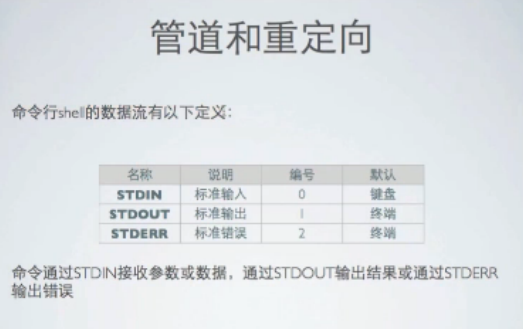 管道和重定向
命令行shell的数据流有以下定义：
名称 说明 编号 默认
STDIN 标准输入 0 键盘
STDOUT 标准输出 1 终端
STDERR 标准错误 2 终端
命令通过STDIN接收参数或数据，通过STDOUT输出结果或通过STDERR
输出错误